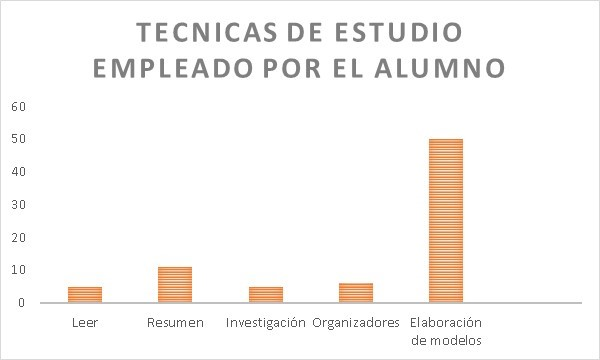 TECNICAS DE ESTUDIO
EMPLEADO POR EL ALUMNO
60
50
40
30
20
10
0
Leer Resumen Investigación Organizadores Elaboración
de modelos